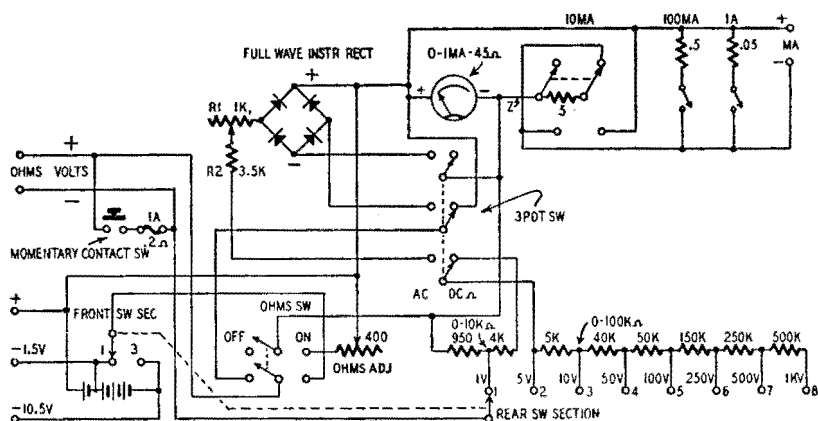 10MA 100MA 1A +
FULL WAVE INSTR RECT 0-1MA-45Ω .5 .05 MA
+ + - -
R1 1K, .5
R2 3.5K -
+
OHMS VOLTS
-
3PDT SW
1A
.2Ω
MOMENTARY CONTACT SW
AC DC Ω
+ FRONT SW SEC OHMS SW 0-10KΩ 0-100KΩ
1 3 OFF ON 400 950 4K 5K 40K 50K 150K 250K 500K
-1.5V OHMS ADJ
1V 1 5V 2 10V 3 50V 4 100V 5 250V 6 500V 7 1KV 8
-10.5V REAR SW SECTION